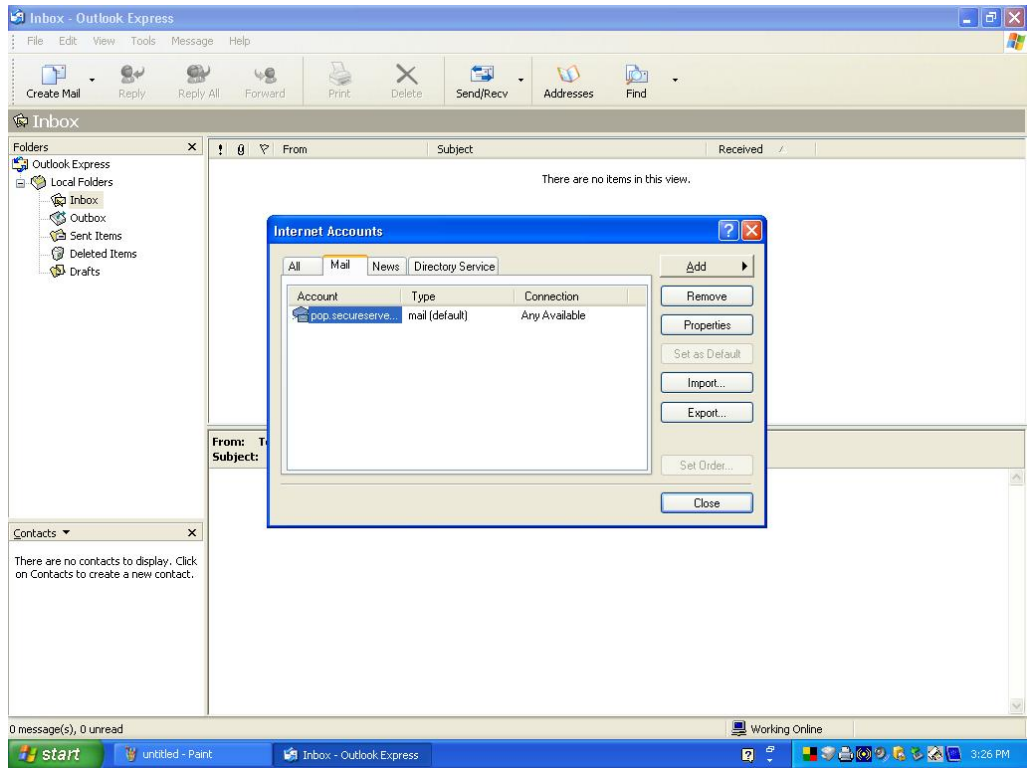 Inbox - Outlook Express
File Edit View Tools Message Help
Create Mail Reply Reply All Forward Print Delete Send/Recv Addresses Find
Inbox
Folders
! From Subject Received
Outlook Express
Local Folders
Inbox
Outbox
Sent Items
Deleted Items
Drafts
There are no items in this view.
Internet Accounts
All Mail News Directory Service
Account Type Connection
pop.secureserve... mail (default) Any Available
Add
Remove
Properties
Set as Default
Import...
Export...
Set Order...
Close
From: T
Subject:
Contacts
There are no contacts to display. Click
on Contacts to create a new contact.
0 message(s), 0 unread
Working Online
start untitled - Paint Inbox - Outlook Express 3:26 PM